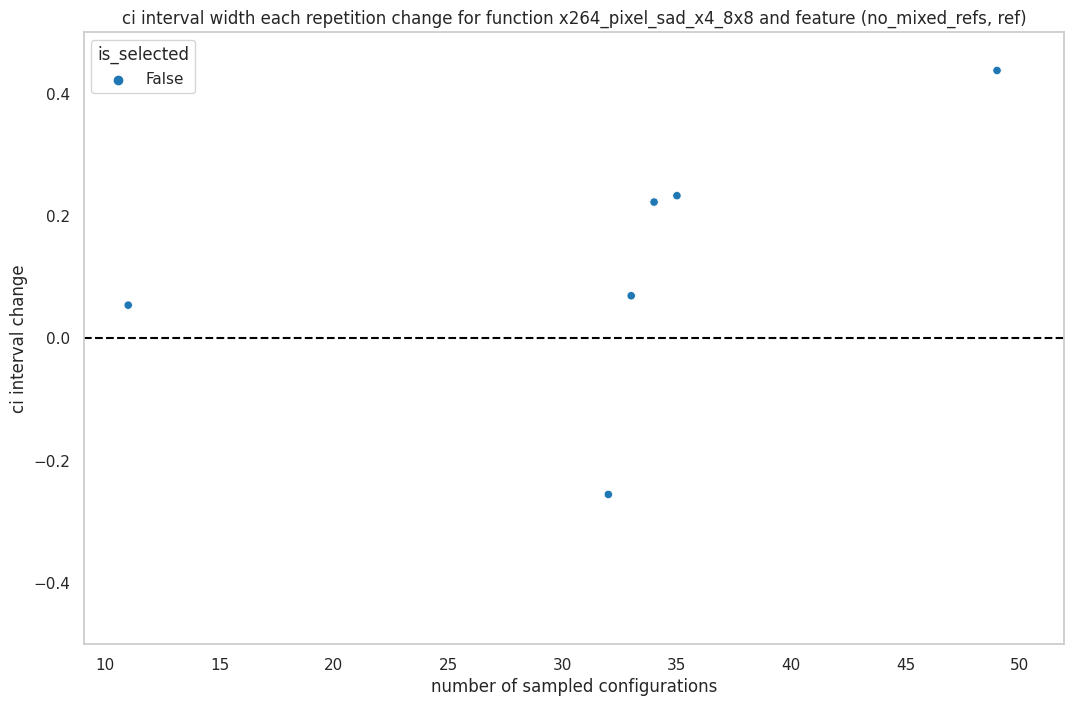 ci interval width each repetition change for function x264_pixel_sad_x4_8x8 and feature (no_mixed_refs, ref)
is_selected
False
0.4
0.2
0.0
−0.2
−0.4
ci interval change
10 15 20 25 30 35 40 45 50
number of sampled configurations